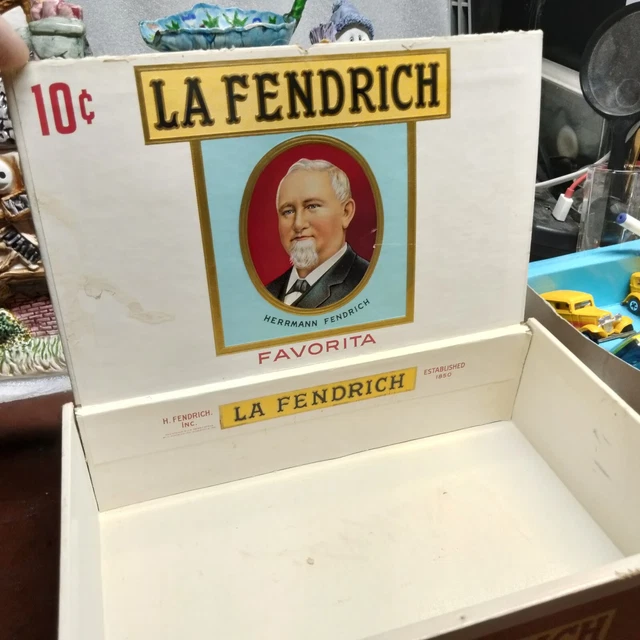 10¢
LA FENDRICH
HERRMANN FENDRICH
FAVORITA
H. FENDRICH,
INC.
LA FENDRICH
ESTABLISHED
1850